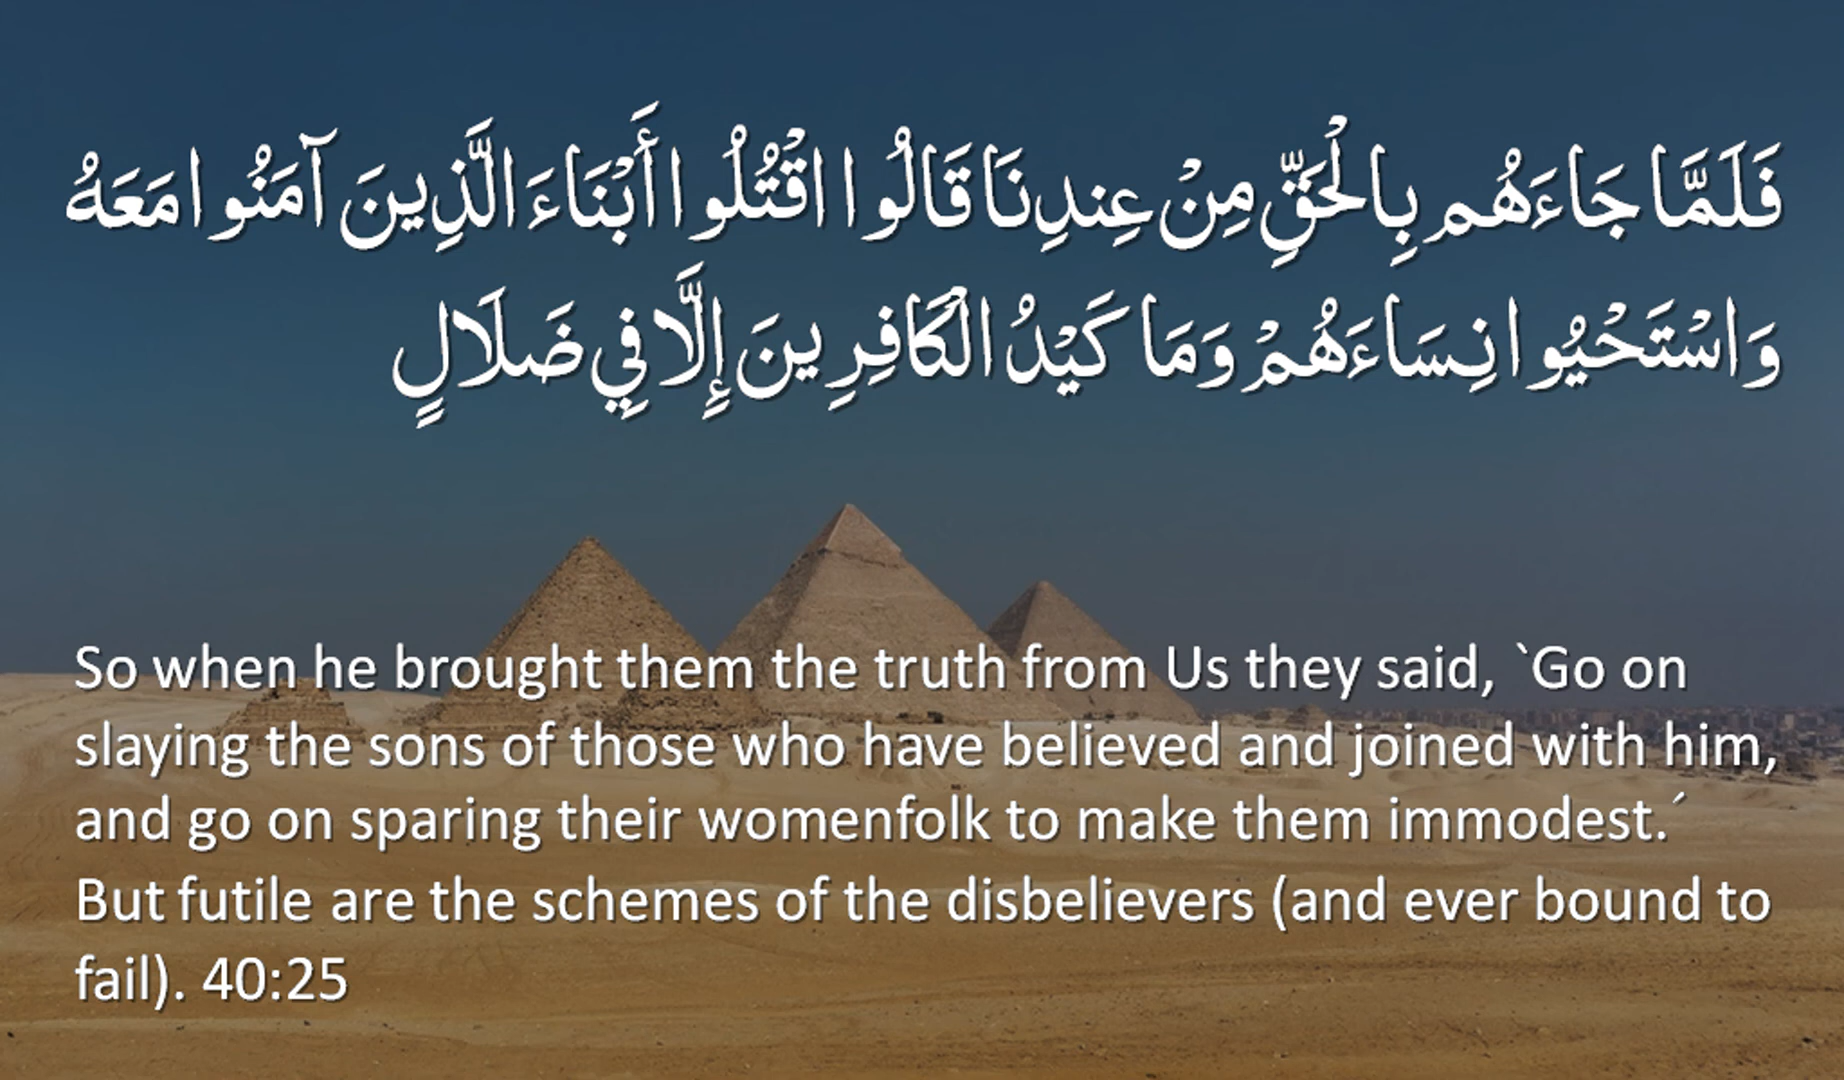 فَلَمَّا جَاءَهُم بِالْحَقِّ مِنْ عِندِنَا قَالُوا اقْتُلُوا أَبْنَاءَ الَّذِينَ آمَنُوا مَعَهُ
وَاسْتَحْيُوا نِسَاءَهُمْ وَمَا كَيْدُ الْكَافِرِينَ إِلَّا فِي ضَلَالٍ
So when he brought them the truth from Us they said, `Go on
slaying the sons of those who have believed and joined with him,
and go on sparing their womenfolk to make them immodest.´
But futile are the schemes of the disbelievers (and ever bound to
fail). 40:25